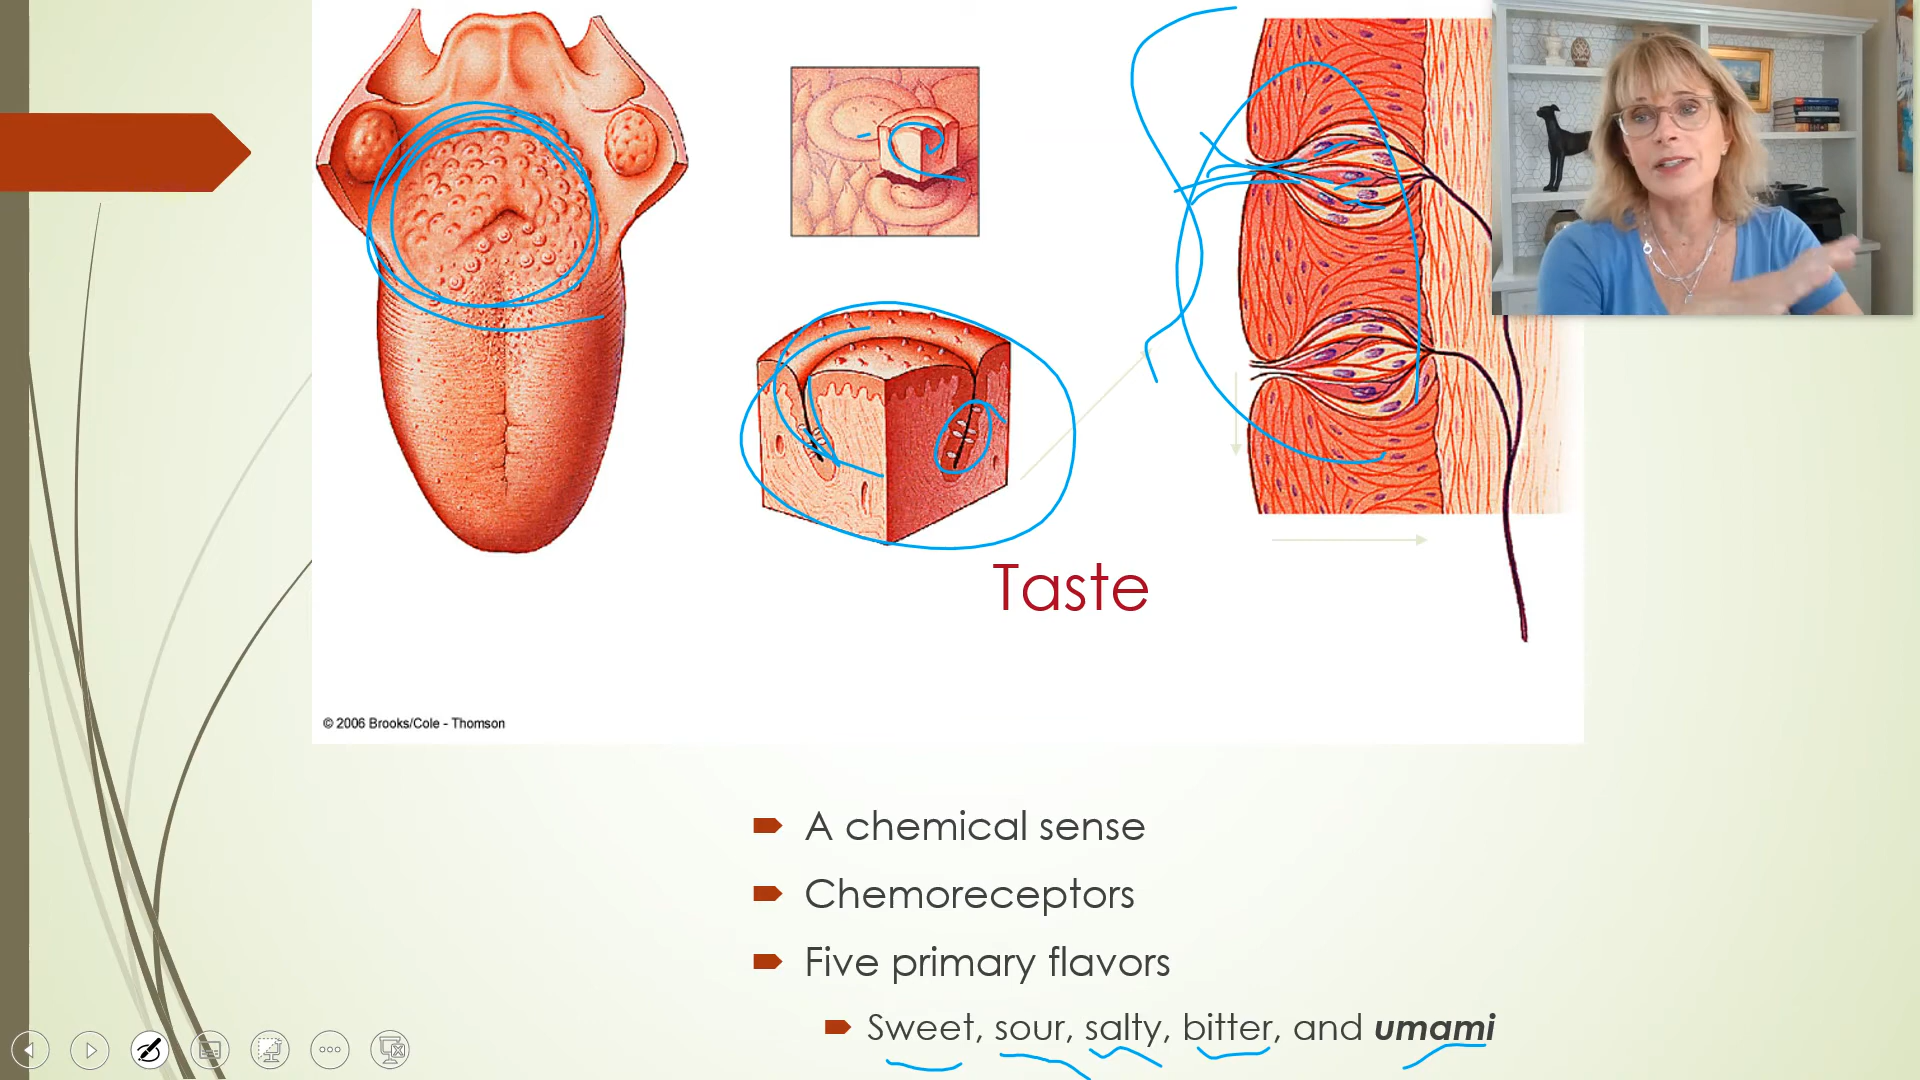 Taste
© 2006 Brooks/Cole - Thomson
A chemical sense
Chemoreceptors
Five primary flavors
Sweet, sour, salty, bitter, and umami